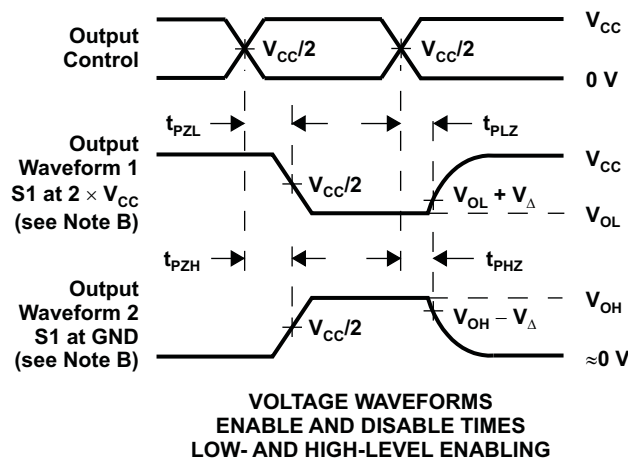 Output
Control
V_CC/2
V_CC/2
V_CC
0 V
t_PZL
t_PLZ
Output
Waveform 1
S1 at 2 × V_CC
(see Note B)
V_CC/2
V_OL + V_Δ
V_CC
V_OL
t_PZH
t_PHZ
Output
Waveform 2
S1 at GND
(see Note B)
V_CC/2
V_OH − V_Δ
V_OH
≈0 V
VOLTAGE WAVEFORMS
ENABLE AND DISABLE TIMES
LOW- AND HIGH-LEVEL ENABLING